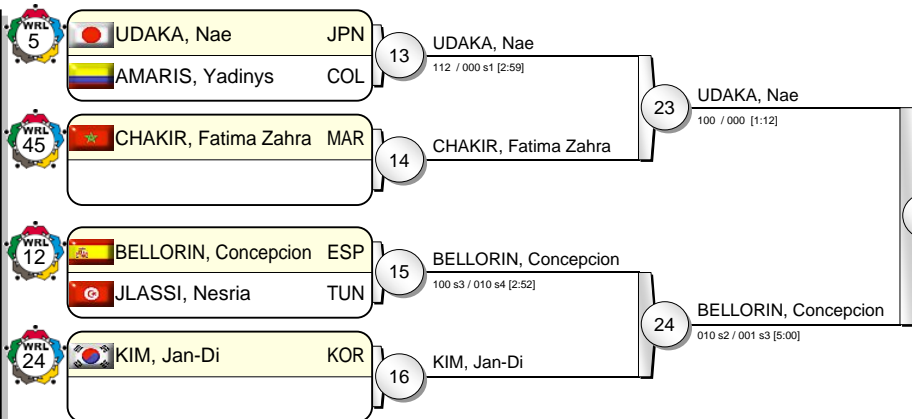 WRL
5
UDAKA, Nae JPN
AMARIS, Yadinys COL
13
UDAKA, Nae
112 / 000 s1 [2:59]
WRL
45
CHAKIR, Fatima Zahra MAR
14
CHAKIR, Fatima Zahra
23
UDAKA, Nae
100 / 000 [1:12]
WRL
12
BELLORIN, Concepcion ESP
JLASSI, Nesria TUN
15
BELLORIN, Concepcion
100 s3 / 010 s4 [2:52]
WRL
24
KIM, Jan-Di KOR
16
KIM, Jan-Di
24
BELLORIN, Concepcion
010 s2 / 001 s3 [5:00]